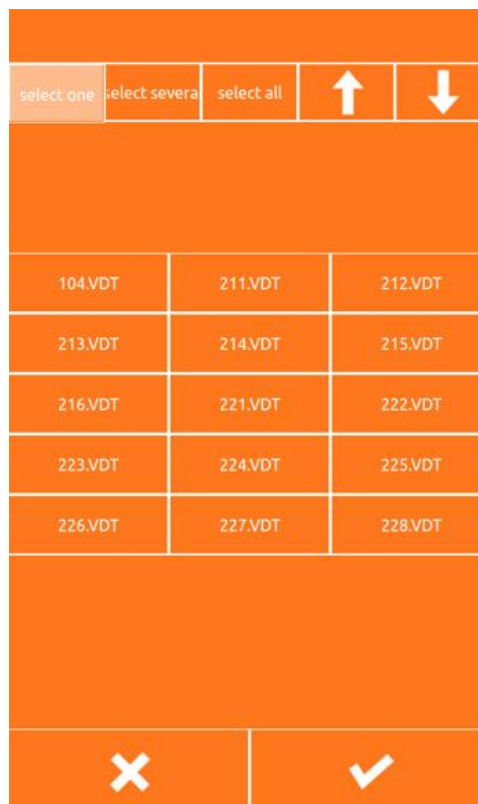 select one select severa select all
104.VDT 211.VDT 212.VDT
213.VDT 214.VDT 215.VDT
216.VDT 221.VDT 222.VDT
223.VDT 224.VDT 225.VDT
226.VDT 227.VDT 228.VDT